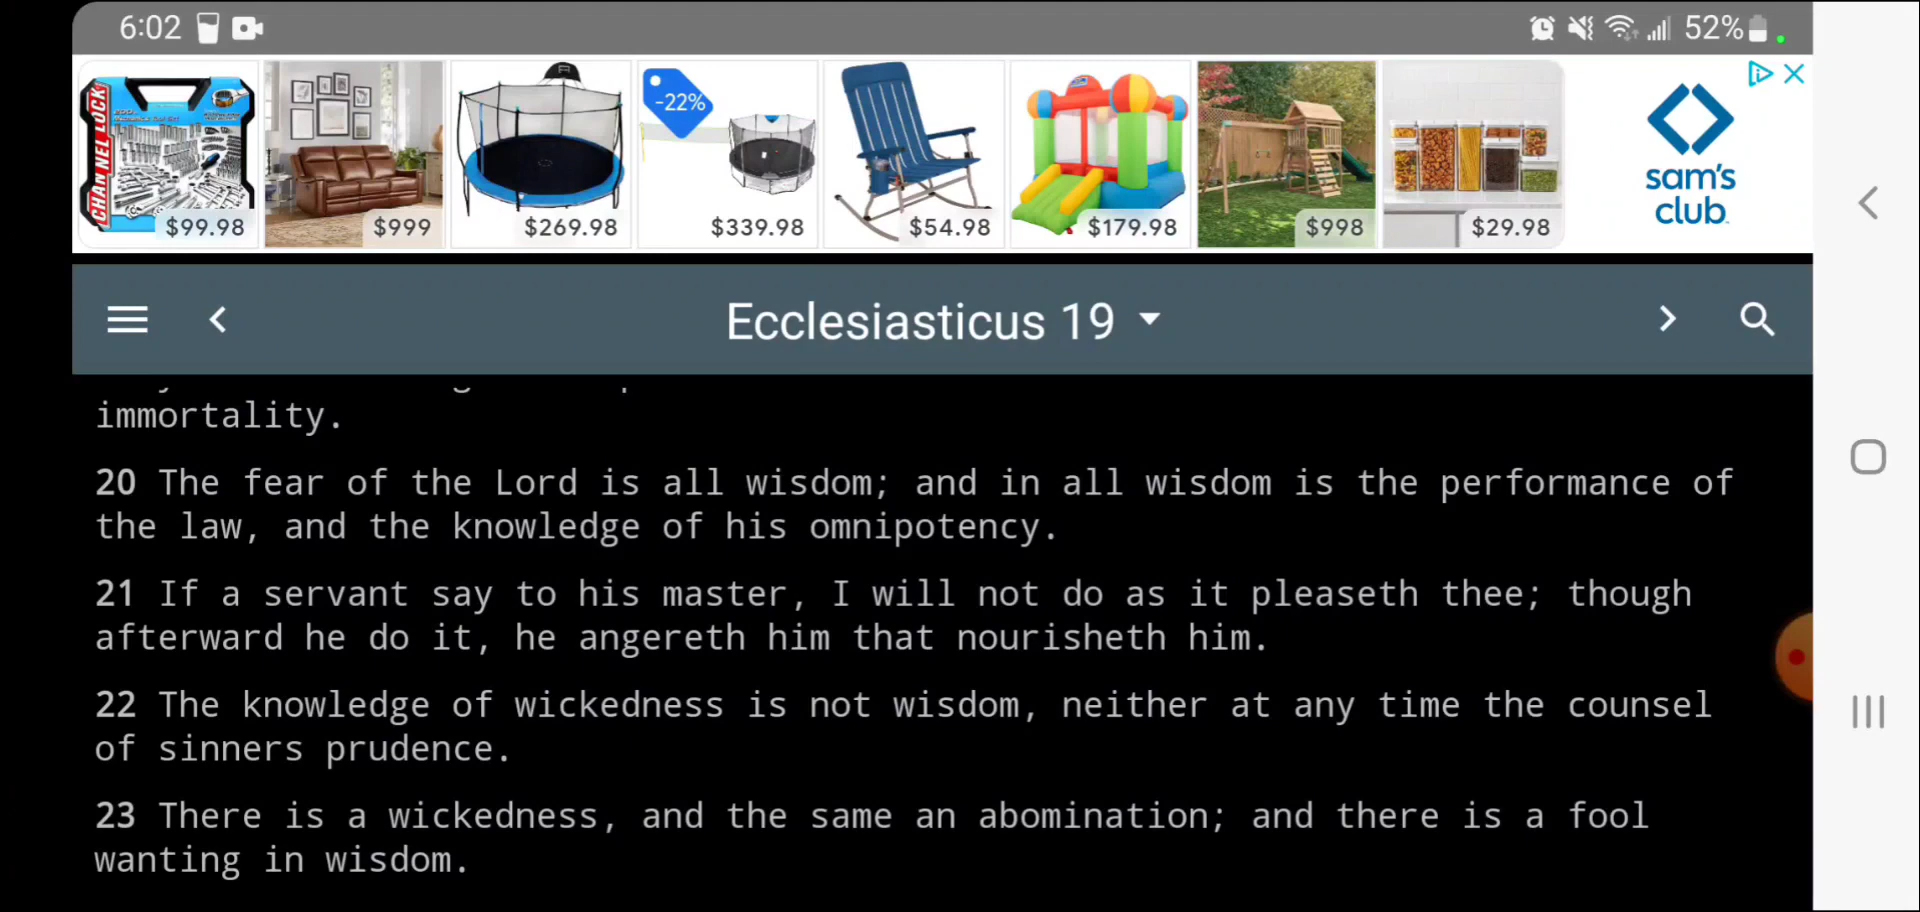 6:02 52%
CHANNELLOCK
-22%
$99.98 $999 $269.98 $339.98 $54.98 $179.98 $998 $29.98
sam's
club
Ecclesiasticus 19
immortality.
20 The fear of the Lord is all wisdom; and in all wisdom is the performance of
the law, and the knowledge of his omnipotency.
21 If a servant say to his master, I will not do as it pleaseth thee; though
afterward he do it, he angereth him that nourisheth him.
22 The knowledge of wickedness is not wisdom, neither at any time the counsel
of sinners prudence.
23 There is a wickedness, and the same an abomination; and there is a fool
wanting in wisdom.